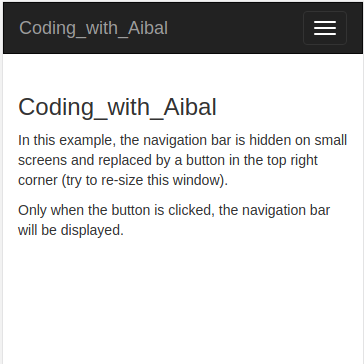 Coding_with_Aibal
Coding_with_Aibal
In this example, the navigation bar is hidden on small
screens and replaced by a button in the top right
corner (try to re-size this window).
Only when the button is clicked, the navigation bar
will be displayed.